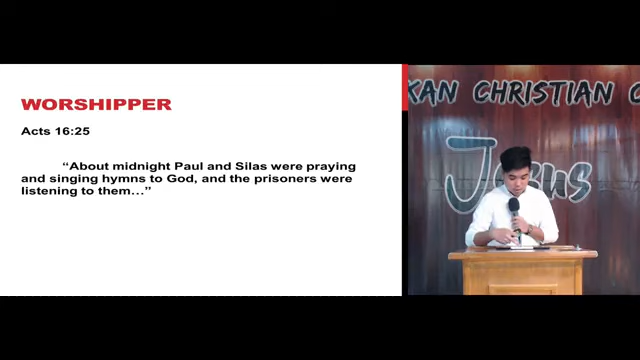 WORSHIPPER
Acts 16:25
“About midnight Paul and Silas were praying
and singing hymns to God, and the prisoners were
listening to them…”
KAN CHRISTIAN C
Jesus